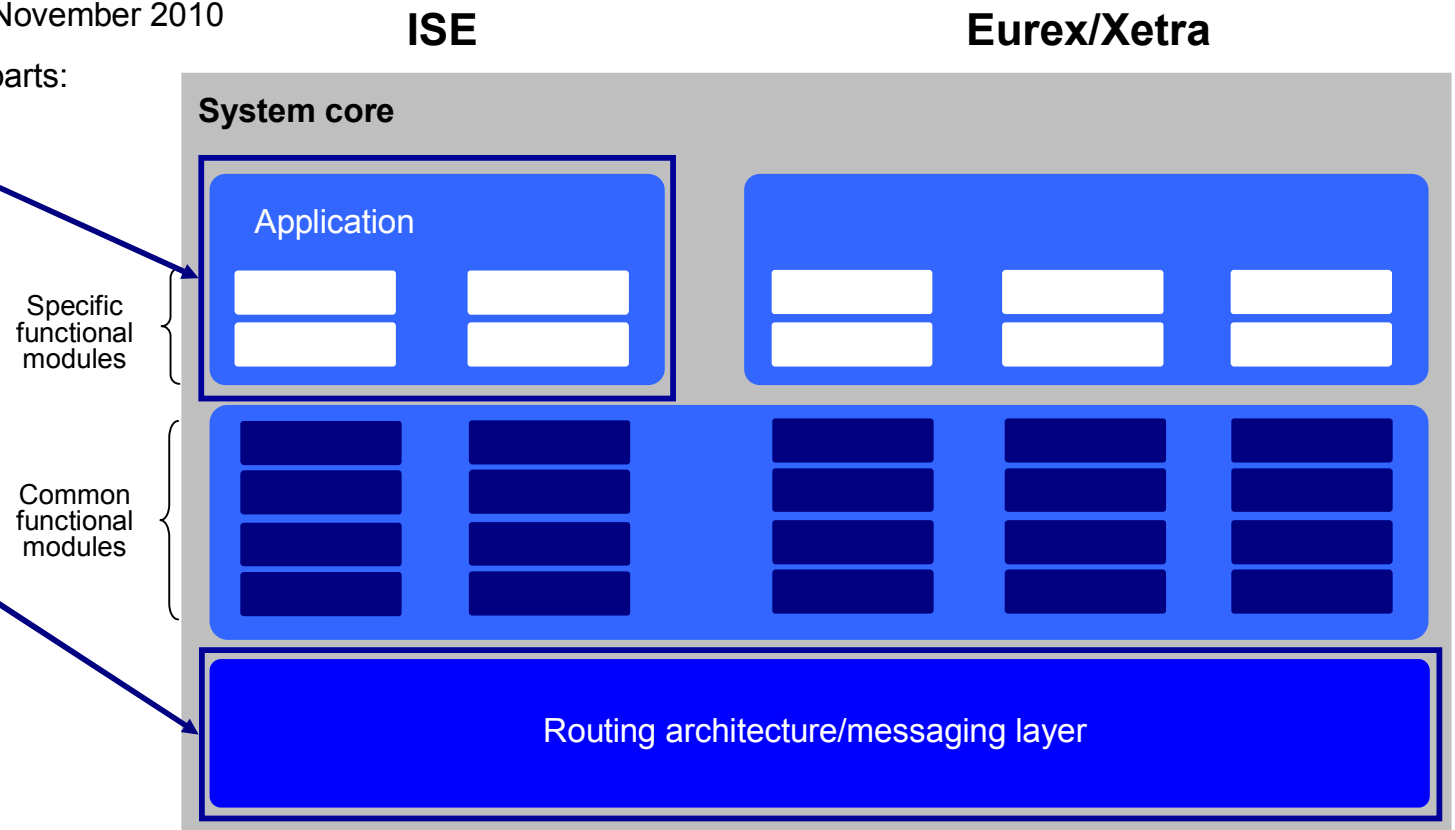 November 2010
ISE
Eurex/Xetra
parts:
System core
Application
Specific
functional
modules
Common
functional
modules
Routing architecture/messaging layer